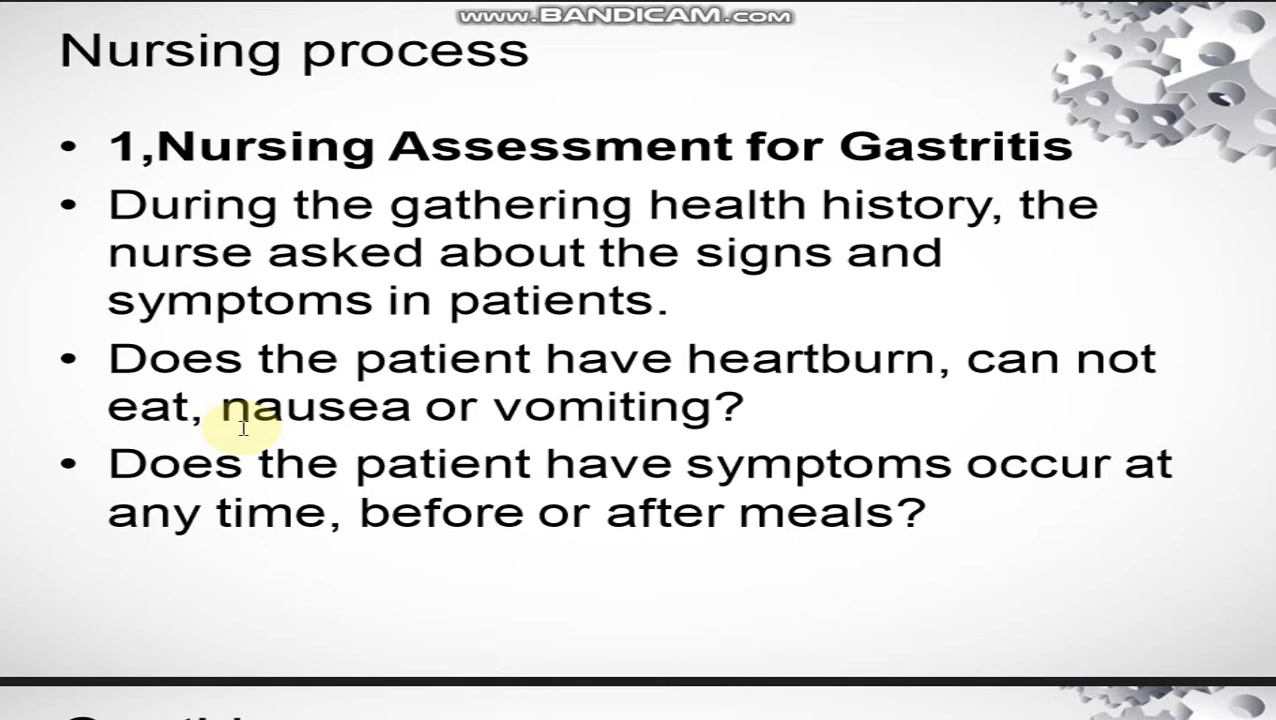 www.BANDICAM.com
Nursing process
• 1,Nursing Assessment for Gastritis
• During the gathering health history, the
nurse asked about the signs and
symptoms in patients.
• Does the patient have heartburn, can not
eat, nausea or vomiting?
• Does the patient have symptoms occur at
any time, before or after meals?